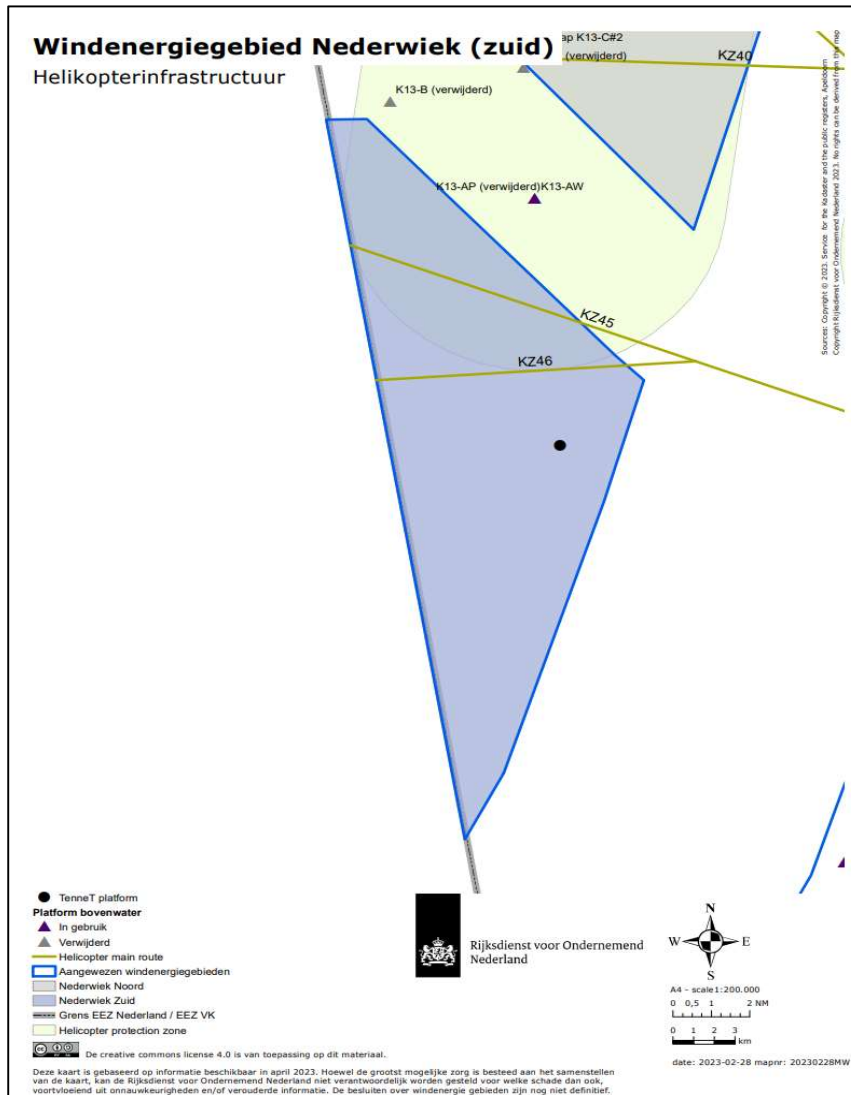 Windenergiegebied Nederwiek (zuid)
Helikopterinfrastructuur
ap K13-C#2
(verwijderd)
KZ40
K13-B (verwijderd)
K13-AP (verwijderd)K13-AW
KZ45
KZ46
Sources: Copyright © 2023. Service for the Kadaster and the public registers, Apeldoorn
Copyright Rijksdienst voor Ondernemend Nederland 2023. No rights can be derived from this map
TenneT platform
Platform bovenwater
In gebruik
Verwijderd
Helicopter main route
Aangewezen windenergiegebieden
Nederwiek Noord
Nederwiek Zuid
Grens EEZ Nederland / EEZ VK
Helicopter protection zone
Rijksdienst voor Ondernemend
Nederland
N
W E
S
A4 - scale1:200.000
0 0,5 1 2 NM
0 1 2 3
km
De creative commons license 4.0 is van toepassing op dit materiaal.
date: 2023-02-28 mapnr: 20230228MW
Deze kaart is gebaseerd op informatie beschikbaar in april 2023. Hoewel de grootst mogelijke zorg is besteed aan het samenstellen
van de kaart, kan de Rijksdienst voor Ondernemend Nederland niet verantwoordelijk worden gesteld voor welke schade dan ook,
voortvloeiend uit onnauwkeurigheden en/of verouderde informatie. De besluiten over windenergie gebieden zijn nog niet definitief.